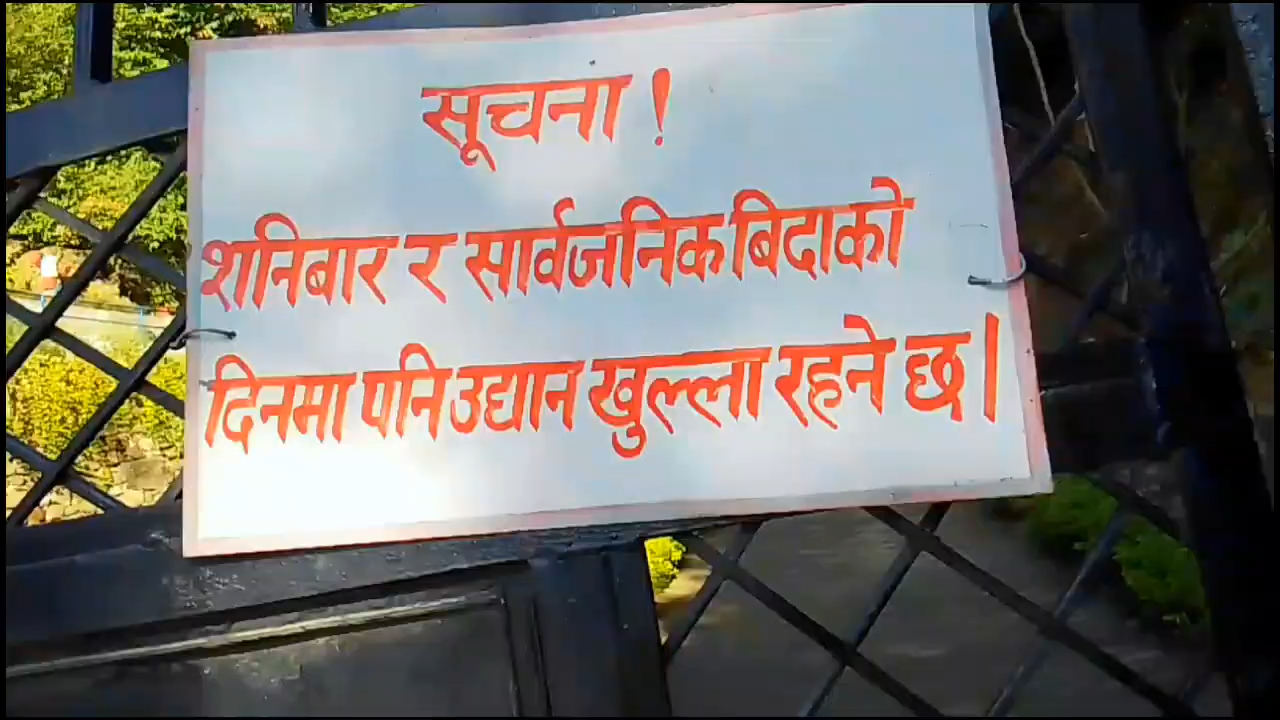 सूचना !
शनिबार र सार्वजनिक बिदाको
दिनमा पनि उद्यान खुल्ला रहने छ ।